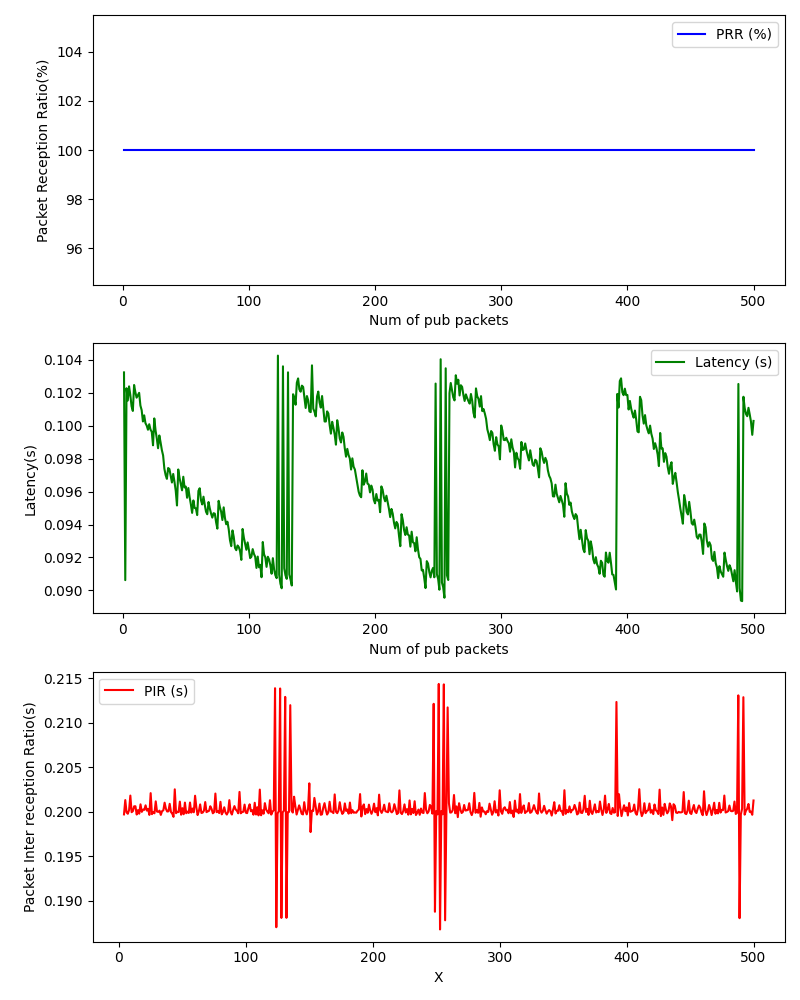 PRR (%)
Packet Reception Ratio(%)
104
102
100
98
96
0 100 200 300 400 500
Num of pub packets
Latency (s)
Latency(s)
0.104
0.102
0.100
0.098
0.096
0.094
0.092
0.090
0 100 200 300 400 500
Num of pub packets
PIR (s)
Packet Inter reception Ratio(s)
0.215
0.210
0.205
0.200
0.195
0.190
0 100 200 300 400 500
X